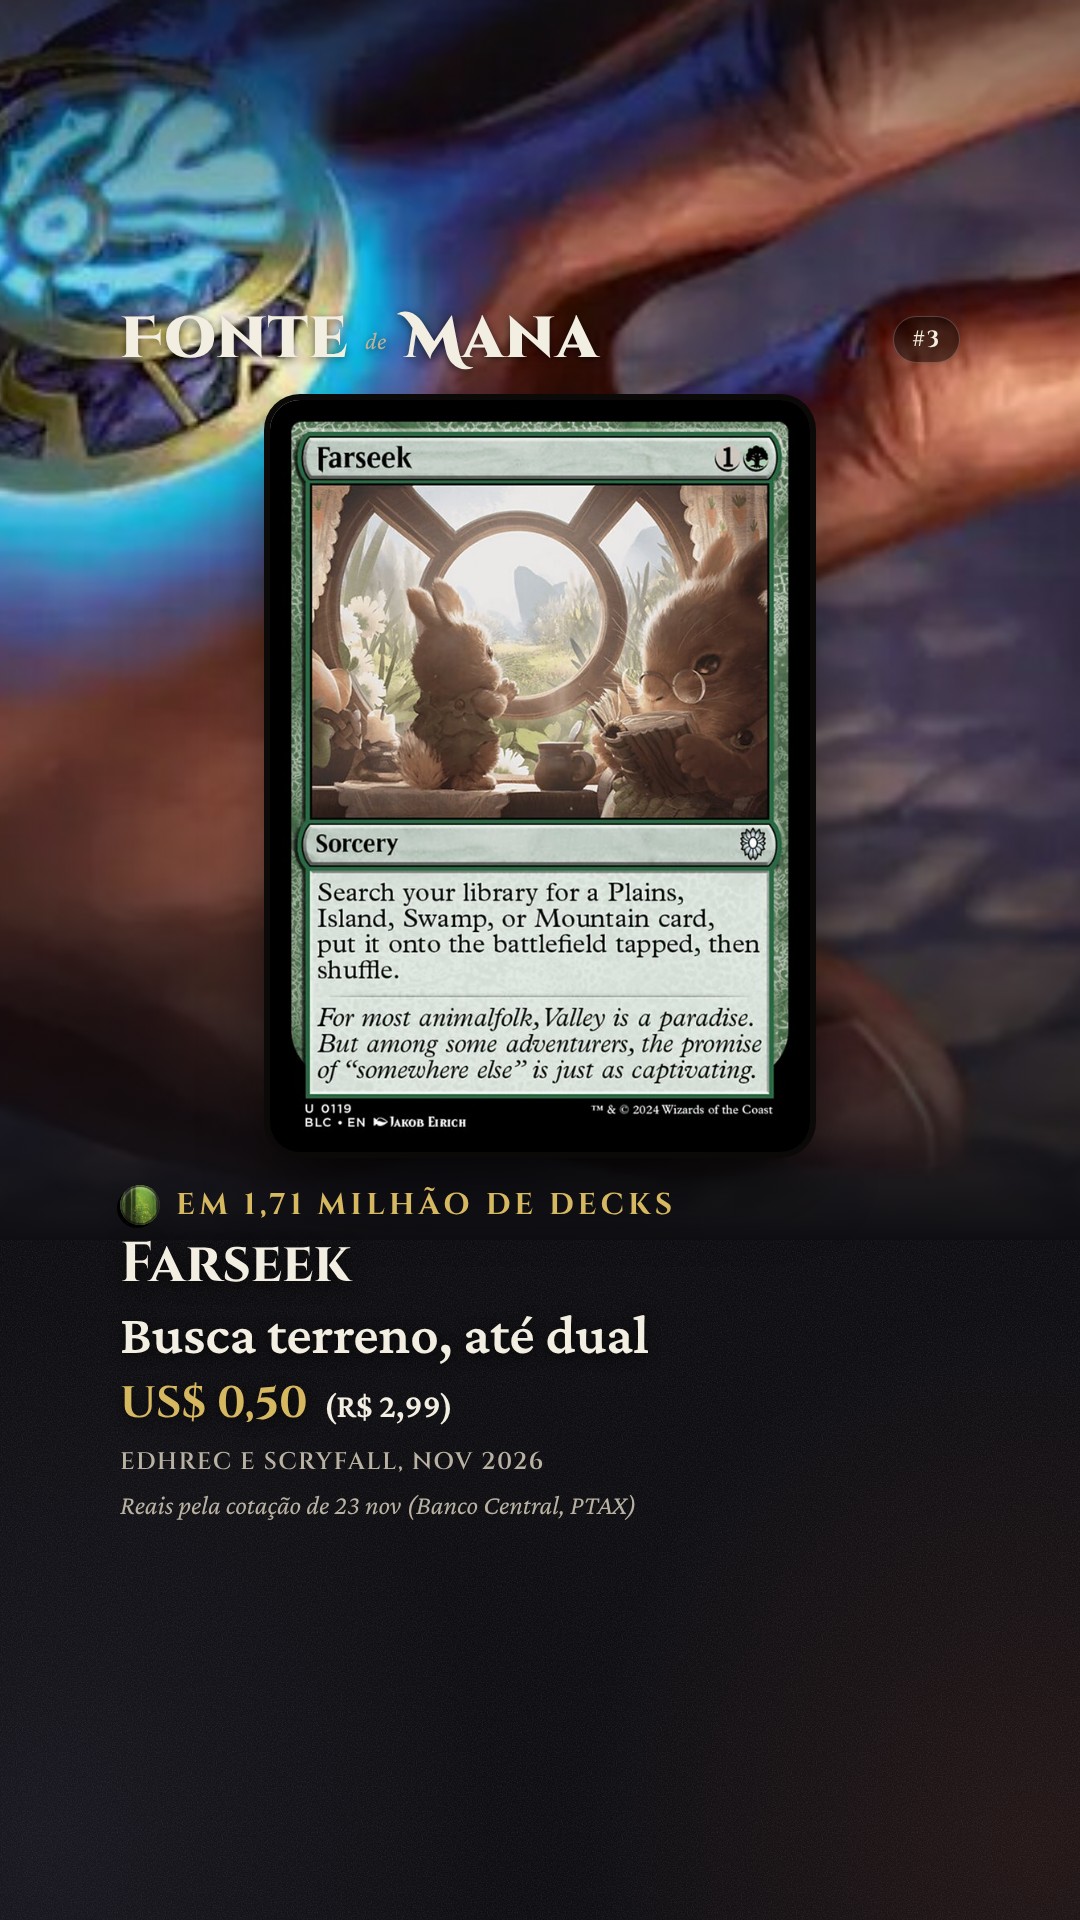 Fonte de Mana
#3
Farseek
1
Sorcery
Search your library for a Plains,
Island, Swamp, or Mountain card,
put it onto the battlefield tapped, then
shuffle.
For most animalfolk, Valley is a paradise.
But among some adventurers, the promise
of “somewhere else” is just as captivating.
U 0119
BLC • EN Jakob Eirich
™ & © 2024 Wizards of the Coast
EM 1,71 MILHÃO DE DECKS
Farseek
Busca terreno, até dual
US$ 0,50 (R$ 2,99)
EDHREC E SCRYFALL, NOV 2026
Reais pela cotação de 23 nov (Banco Central, PTAX)